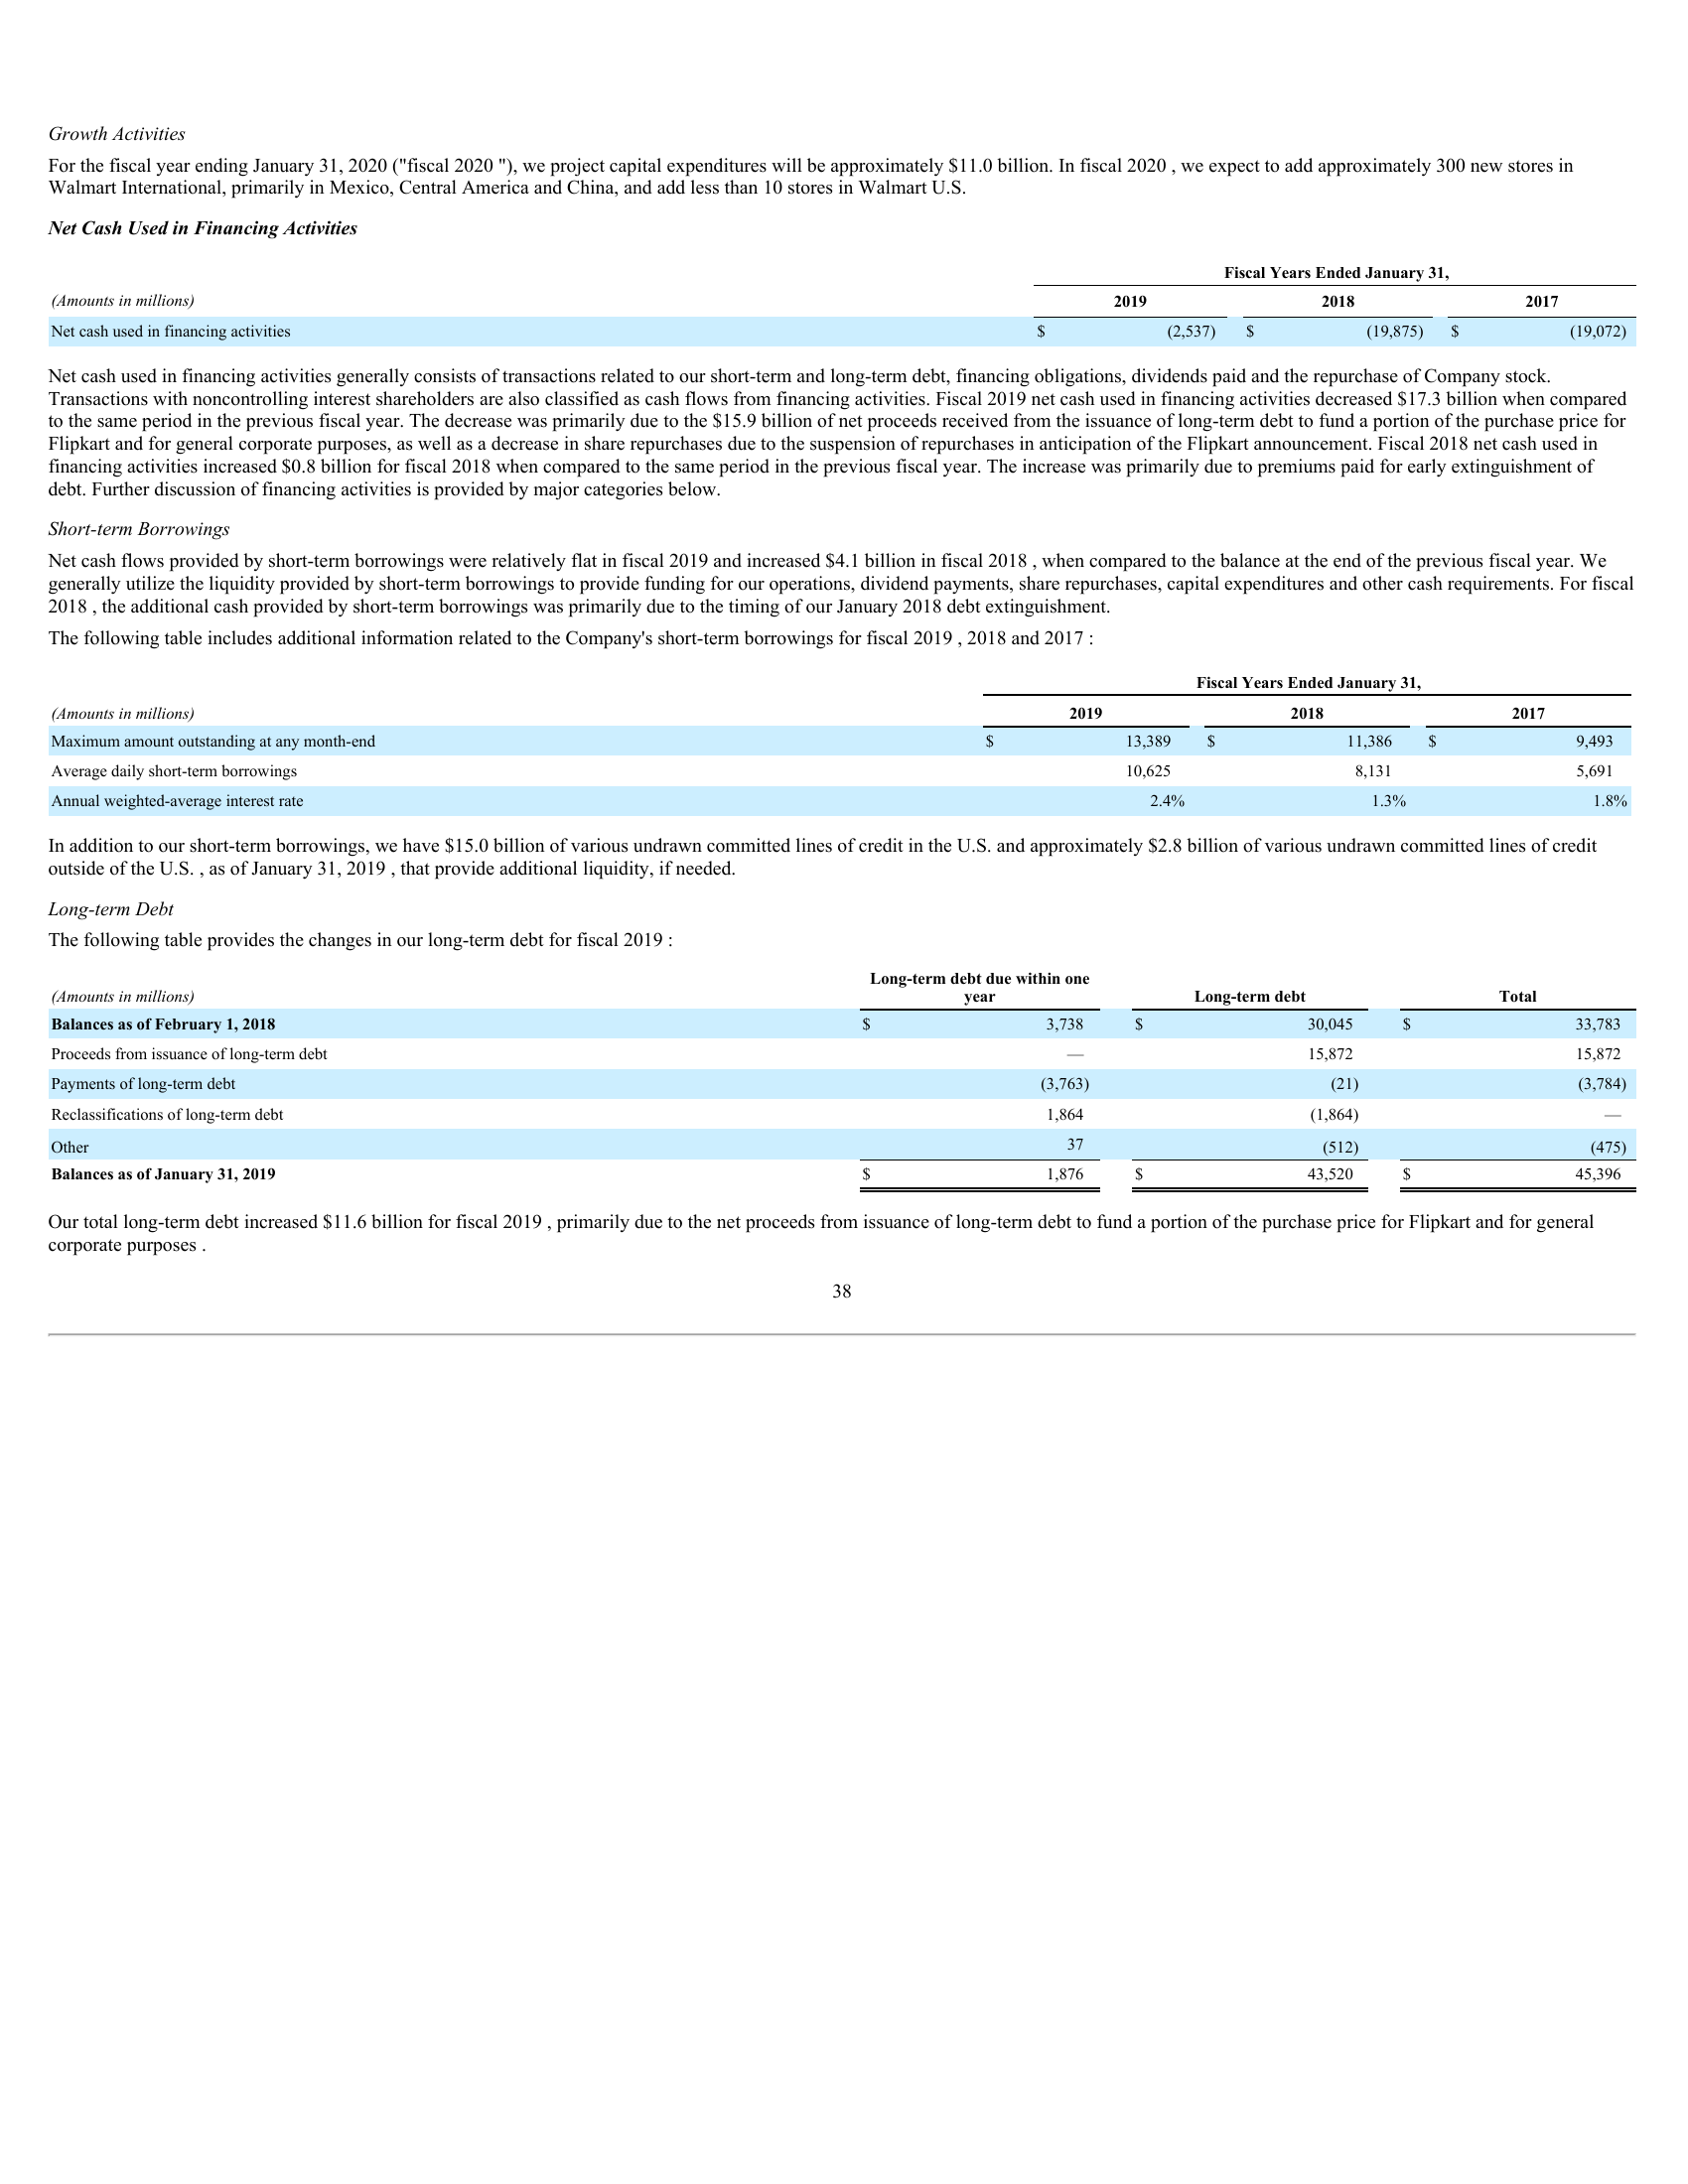 Growth Activities
For the fiscal year ending January 31, 2020 ("fiscal 2020 "), we project capital expenditures will be approximately $11.0 billion. In fiscal 2020 , we expect to add approximately 300 new stores in
Walmart International, primarily in Mexico, Central America and China, and add less than 10 stores in Walmart U.S.
Net Cash Used in Financing Activities
Fiscal Years Ended January 31,
(Amounts in millions) 2019 2018 2017
Net cash used in financing activities $ (2,537) $ (19,875) $ (19,072)
Net cash used in financing activities generally consists of transactions related to our short-term and long-term debt, financing obligations, dividends paid and the repurchase of Company stock.
Transactions with noncontrolling interest shareholders are also classified as cash flows from financing activities. Fiscal 2019 net cash used in financing activities decreased $17.3 billion when compared
to the same period in the previous fiscal year. The decrease was primarily due to the $15.9 billion of net proceeds received from the issuance of long-term debt to fund a portion of the purchase price for
Flipkart and for general corporate purposes, as well as a decrease in share repurchases due to the suspension of repurchases in anticipation of the Flipkart announcement. Fiscal 2018 net cash used in
financing activities increased $0.8 billion for fiscal 2018 when compared to the same period in the previous fiscal year. The increase was primarily due to premiums paid for early extinguishment of
debt. Further discussion of financing activities is provided by major categories below.
Short-term Borrowings
Net cash flows provided by short-term borrowings were relatively flat in fiscal 2019 and increased $4.1 billion in fiscal 2018 , when compared to the balance at the end of the previous fiscal year. We
generally utilize the liquidity provided by short-term borrowings to provide funding for our operations, dividend payments, share repurchases, capital expenditures and other cash requirements. For fiscal
2018 , the additional cash provided by short-term borrowings was primarily due to the timing of our January 2018 debt extinguishment.
The following table includes additional information related to the Company's short-term borrowings for fiscal 2019 , 2018 and 2017 :
Fiscal Years Ended January 31,
(Amounts in millions) 2019 2018 2017
Maximum amount outstanding at any month-end $ 13,389 $ 11,386 $ 9,493
Average daily short-term borrowings 10,625 8,131 5,691
Annual weighted-average interest rate 2.4% 1.3% 1.8%
In addition to our short-term borrowings, we have $15.0 billion of various undrawn committed lines of credit in the U.S. and approximately $2.8 billion of various undrawn committed lines of credit
outside of the U.S. , as of January 31, 2019 , that provide additional liquidity, if needed.
Long-term Debt
The following table provides the changes in our long-term debt for fiscal 2019 :
Long-term debt due within one
(Amounts in millions) year Long-term debt Total
Balances as of February 1, 2018 $ 3,738 $ 30,045 $ 33,783
Proceeds from issuance of long-term debt — 15,872 15,872
Payments of long-term debt (3,763) (21) (3,784)
Reclassifications of long-term debt 1,864 (1,864) —
Other 37 (512) (475)
Balances as of January 31, 2019 $ 1,876 $ 43,520 $ 45,396
Our total long-term debt increased $11.6 billion for fiscal 2019 , primarily due to the net proceeds from issuance of long-term debt to fund a portion of the purchase price for Flipkart and for general
corporate purposes .
38